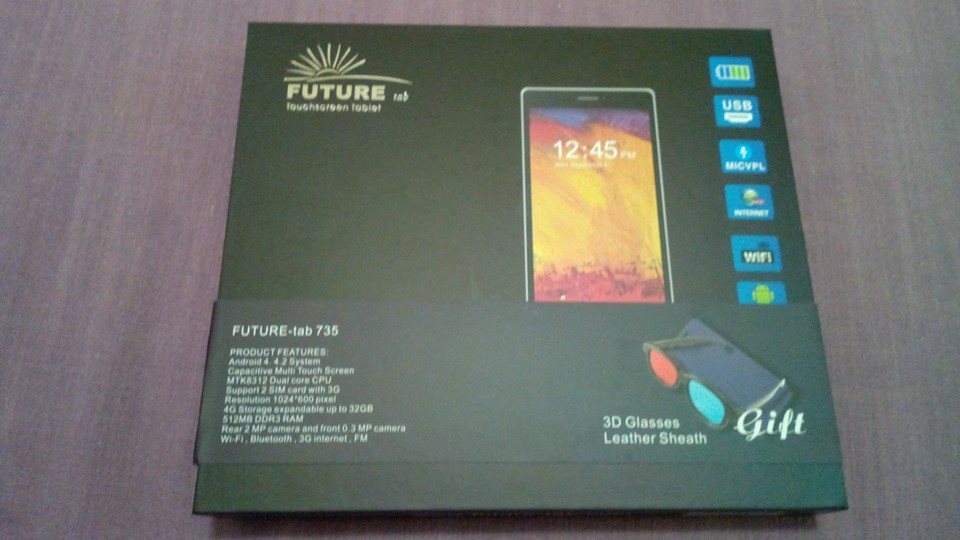 FUTURE tab
Touchscreen Tablet
12:45 PM
USB
MICVPL
INTERNET
WiFi
FUTURE-tab 735
PRODUCT FEATURES:
Android 4. 4.2 System
Capacitive Multi Touch Screen
MTK8312 Dual core CPU
Support 2 SIM card with 3G
Resolution 1024*600 pixel
4G Storage expandable up to 32GB
512MB DDR3 RAM
Rear 2 MP camera and front 0.3 MP camera
Wi-Fi , Bluetooth , 3G internet , FM
3D Glasses
Leather Sheath
Gift